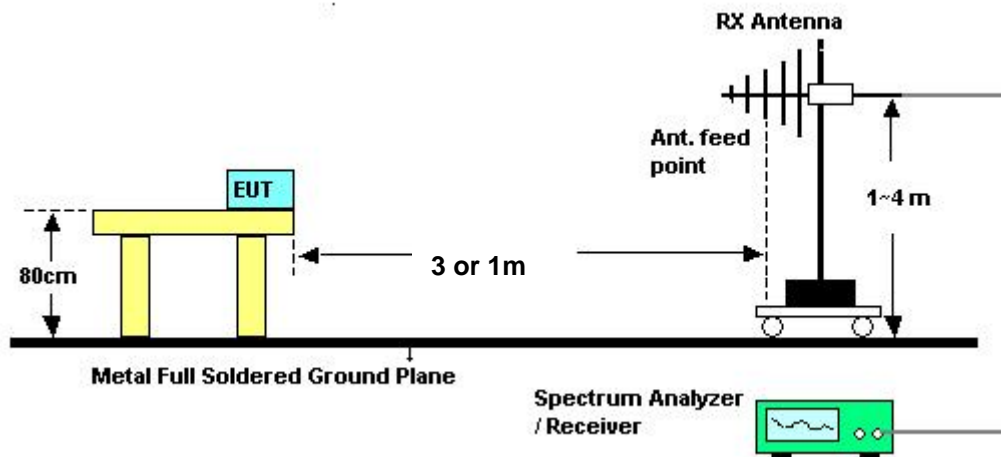 RX Antenna
Ant. feed
point
EUT
1~4 m
80cm
3 or 1m
Metal Full Soldered Ground Plane
Spectrum Analyzer
/ Receiver